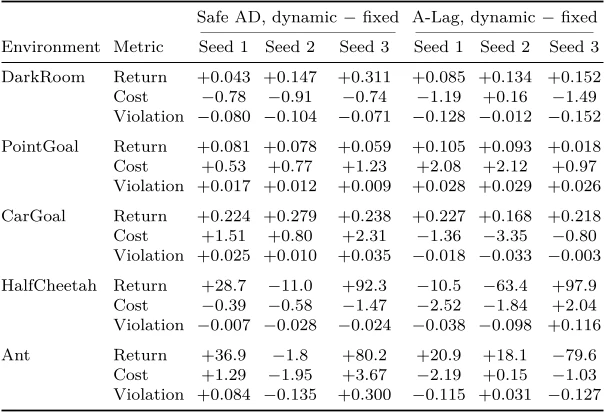 Safe AD, dynamic − fixed A-Lag, dynamic − fixed
Environment Metric Seed 1 Seed 2 Seed 3 Seed 1 Seed 2 Seed 3
DarkRoom Return +0.043 +0.147 +0.311 +0.085 +0.134 +0.152
Cost −0.78 −0.91 −0.74 −1.19 +0.16 −1.49
Violation −0.080 −0.104 −0.071 −0.128 −0.012 −0.152
PointGoal Return +0.081 +0.078 +0.059 +0.105 +0.093 +0.018
Cost +0.53 +0.77 +1.23 +2.08 +2.12 +0.97
Violation +0.017 +0.012 +0.009 +0.028 +0.029 +0.026
CarGoal Return +0.224 +0.279 +0.238 +0.227 +0.168 +0.218
Cost +1.51 +0.80 +2.31 −1.36 −3.35 −0.80
Violation +0.025 +0.010 +0.035 −0.018 −0.033 −0.003
HalfCheetah Return +28.7 −11.0 +92.3 −10.5 −63.4 +97.9
Cost −0.39 −0.58 −1.47 −2.52 −1.84 +2.04
Violation −0.007 −0.028 −0.024 −0.038 −0.098 +0.116
Ant Return +36.9 −1.8 +80.2 +20.9 +18.1 −79.6
Cost +1.29 −1.95 +3.67 −2.19 +0.15 −1.03
Violation +0.084 −0.135 +0.300 −0.115 +0.031 −0.127